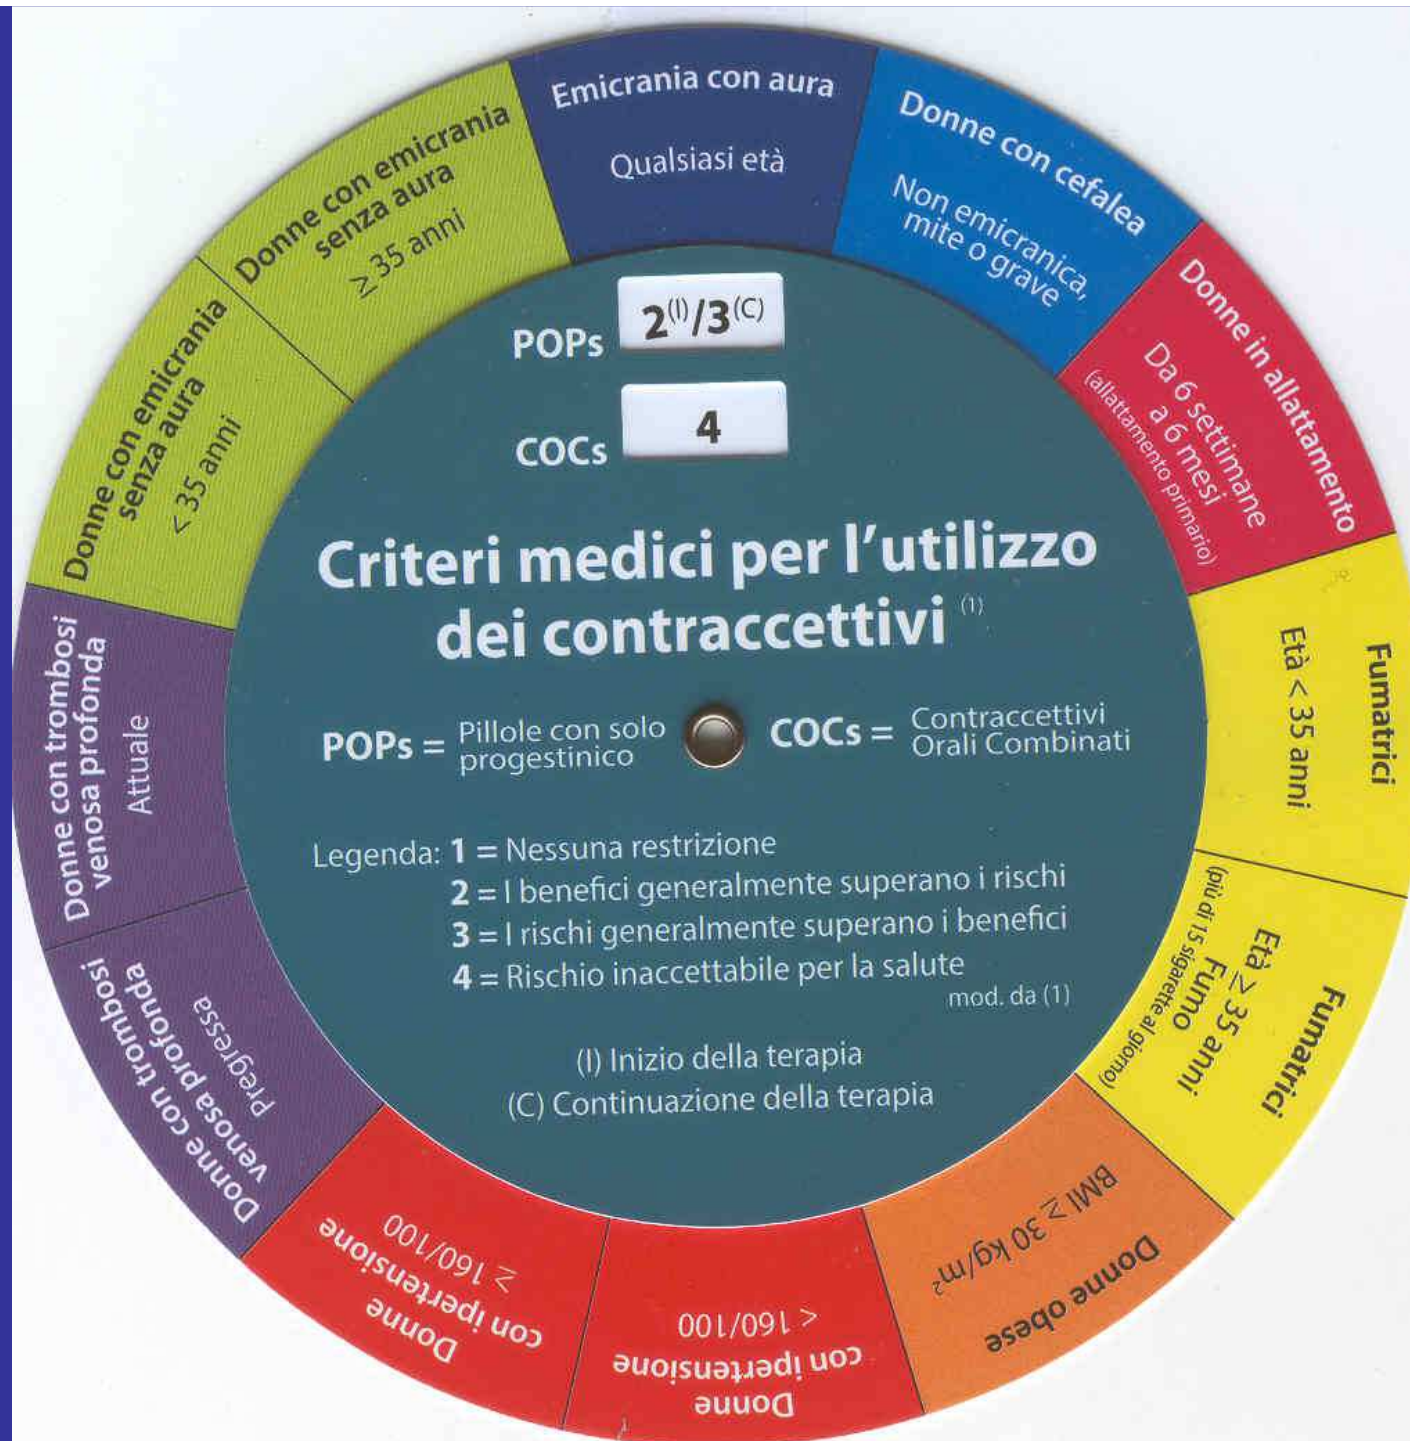 Emicrania con aura
Qualsiasi età
Donne con cefalea
Non emicranica,
mite o grave
Donne in allattamento
Da 6 settimane
a 6 mesi
(allattamento primario)
Fumatrici
Età < 35 anni
Fumatrici
Età ≥ 35 anni
Fumo
(più di 15 sigarette al giorno)
Donne obese
BMI ≥ 30 kg/m²
Donne
con ipertensione
< 160/100
Donne
con ipertensione
≥ 160/100
Donne con trombosi
venosa profonda
Pregressa
Donne con trombosi
venosa profonda
Attuale
Donne con emicrania
senza aura
< 35 anni
Donne con emicrania
senza aura
≥ 35 anni
POPs 2(I)/3(C)
COCs 4
Criteri medici per l'utilizzo
dei contraccettivi (1)
POPs = Pillole con solo
progestinico
COCs = Contraccettivi
Orali Combinati
Legenda: 1 = Nessuna restrizione
2 = I benefici generalmente superano i rischi
3 = I rischi generalmente superano i benefici
4 = Rischio inaccettabile per la salute
mod. da (1)
(I) Inizio della terapia
(C) Continuazione della terapia